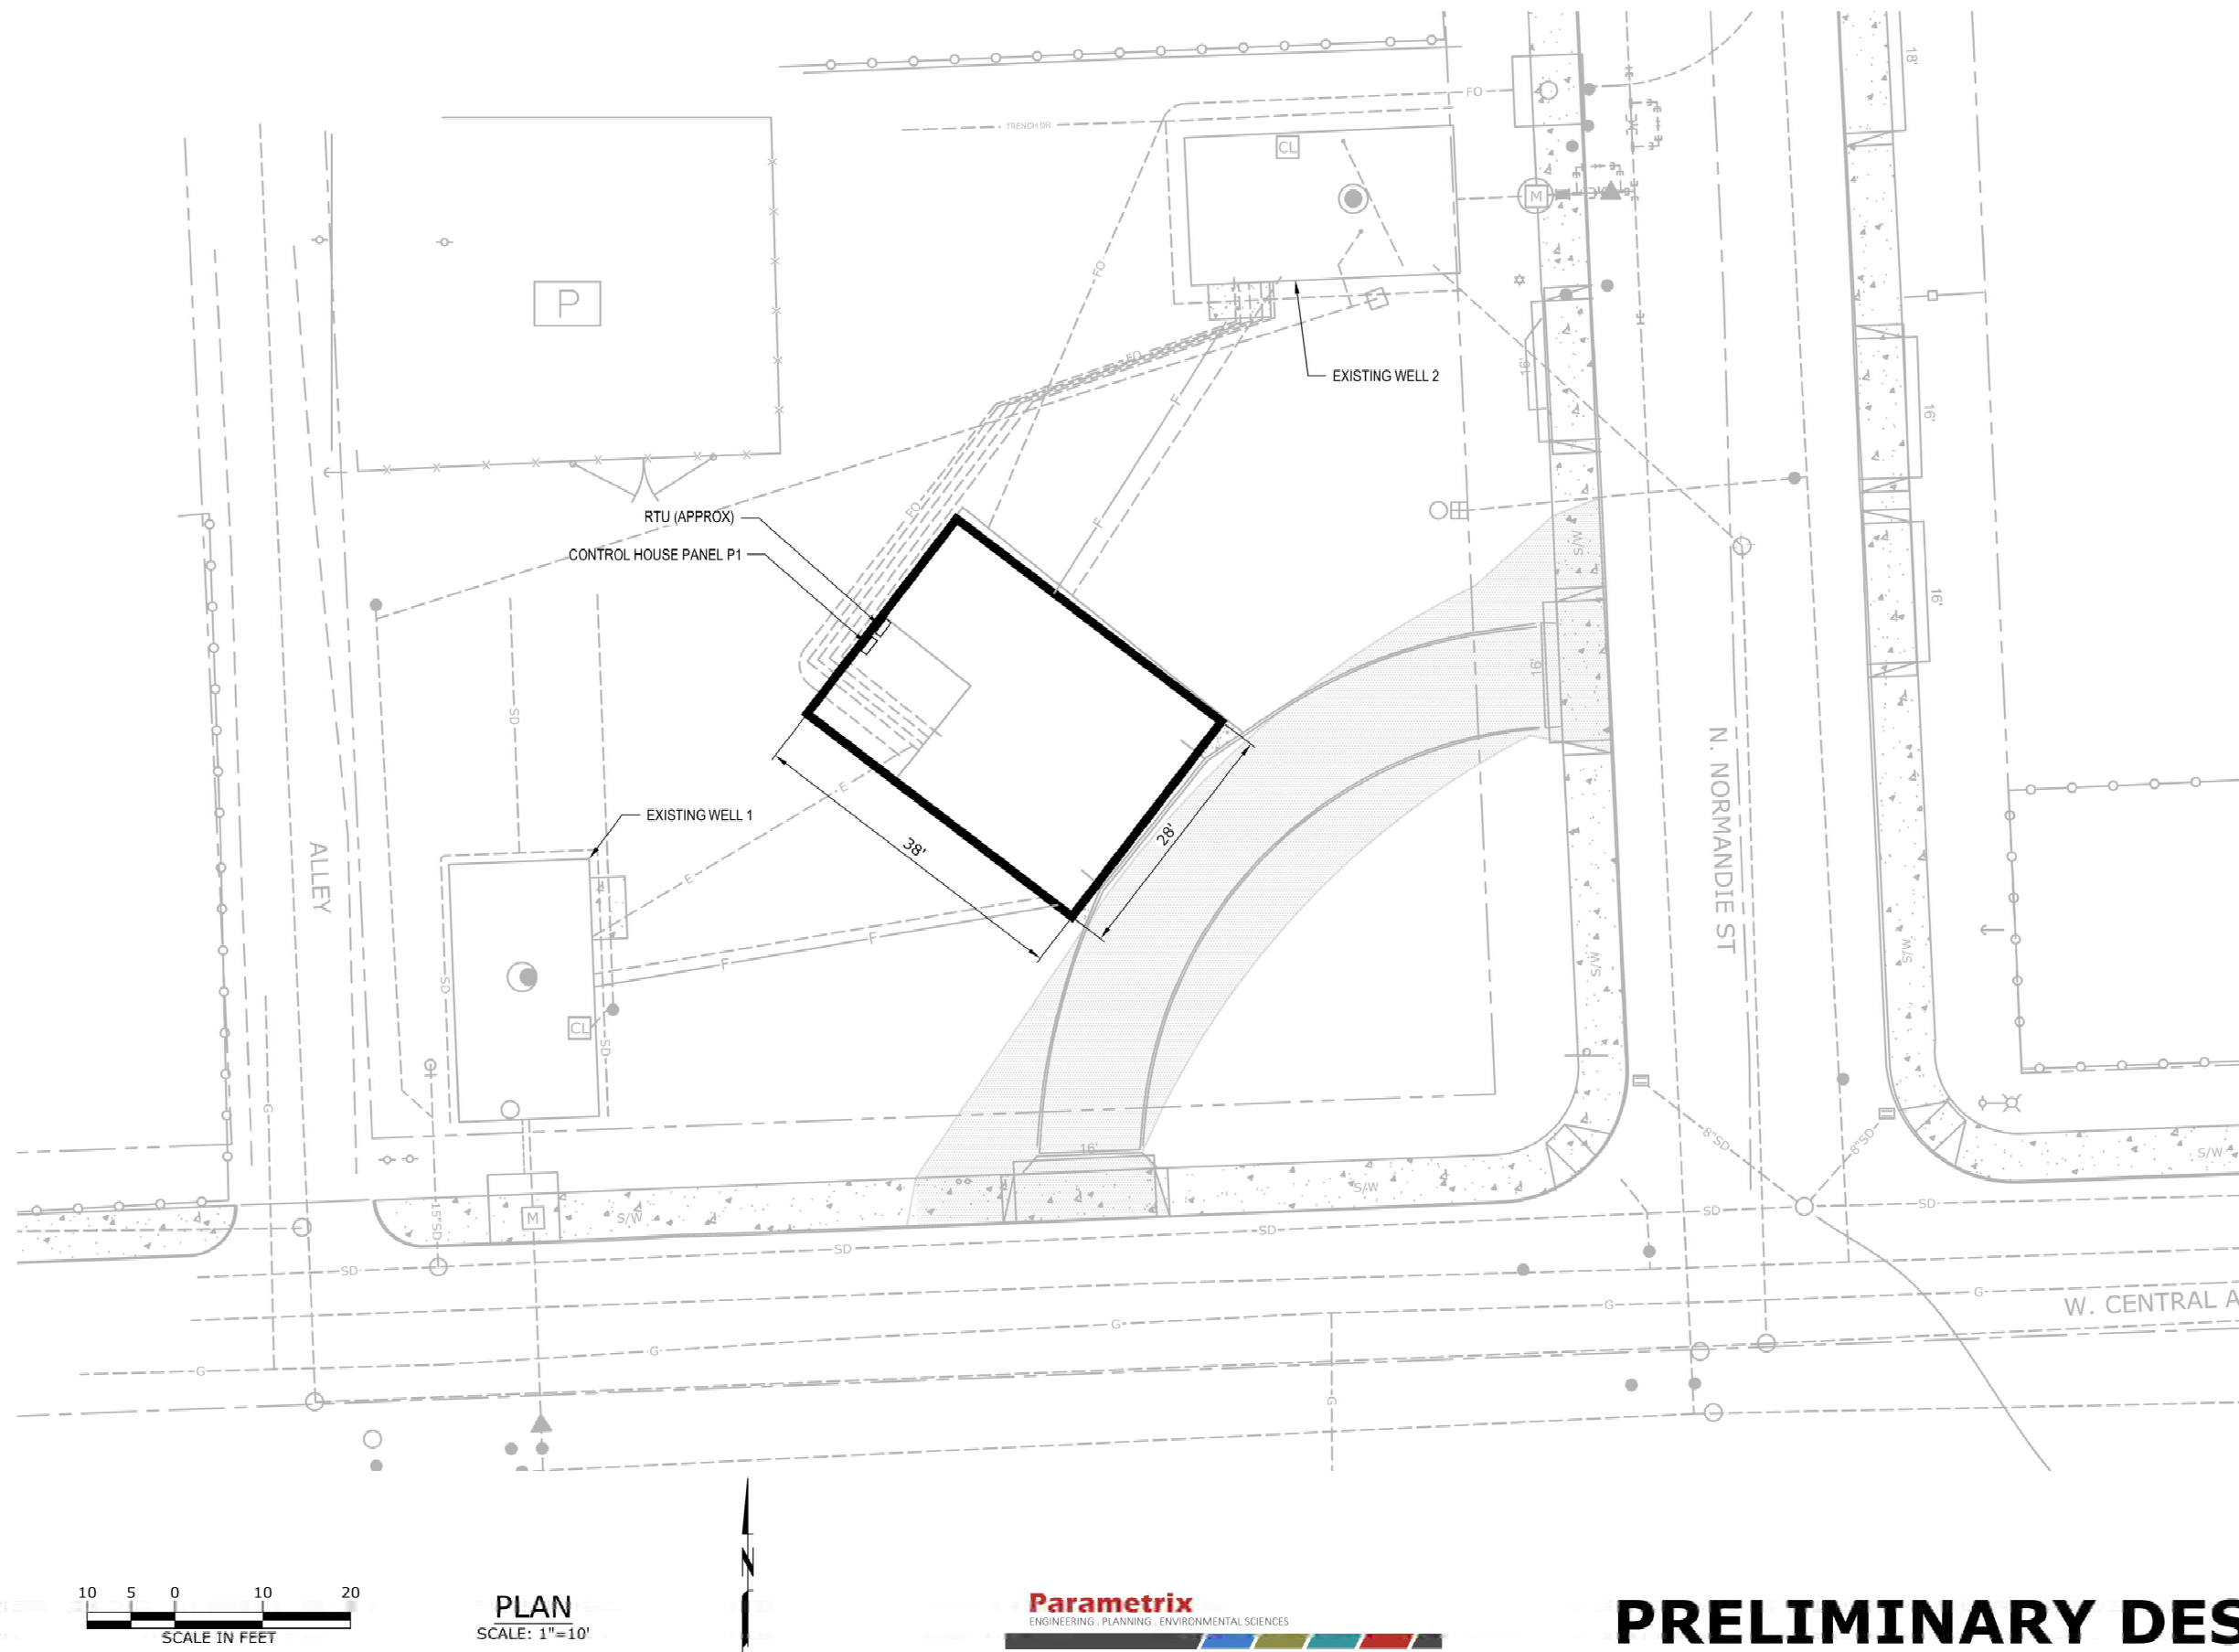 18'
FO
TRENCH DR
CL
M
FO
P
FO
EXISTING WELL 2
16'
F
16'
RTU (APPROX)
FO
F
S/W
CONTROL HOUSE PANEL P1
16'
16'
SD
N. NORMANDIE ST
E
EXISTING WELL 1
28'
38'
ALLEY
E
F
S/W
S/W
F
SD
CL
SD
G
8"SD
8"SD
16'
S/W
S/W
M
S/W
15"SD
SD
SD
SD
SD
SD
G
G
W. CENTRAL A
G
G
G
G
N
10 5 0 10 20
SCALE IN FEET
PLAN
SCALE: 1"=10'
Parametrix
ENGINEERING . PLANNING . ENVIRONMENTAL SCIENCES
PRELIMINARY DES